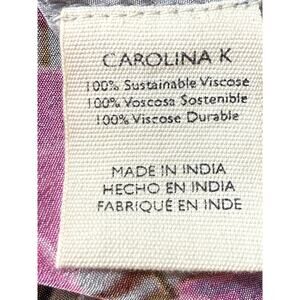 CAROLINA K
100% Sustainable Viscose
100% Voscosa Sostenible
100% Viscose Durable
MADE IN INDIA
HECHO EN INDIA
FABRIQUÉ EN INDE